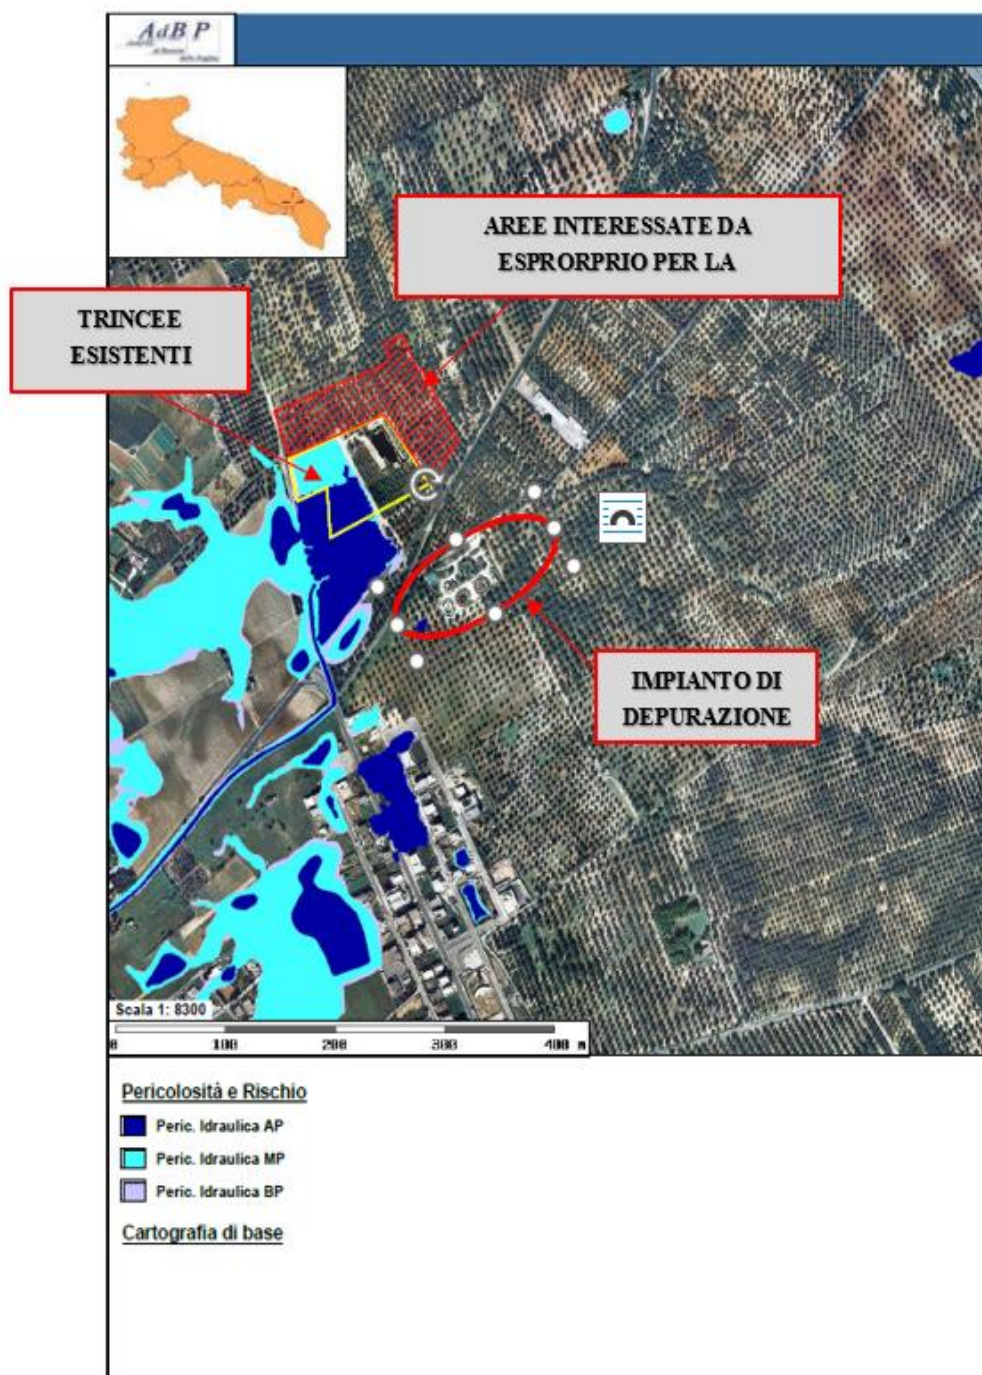 AdB P
AREE INTERESSATE DA
ESPRORPRIO PER LA
TRINCEE
ESISTENTI
IMPIANTO DI
DEPURAZIONE
Scala 1: 8300
0 100 200 300 400 m
Pericolosità e Rischio
Peric. Idraulica AP
Peric. Idraulica MP
Peric. Idraulica BP
Cartografia di base